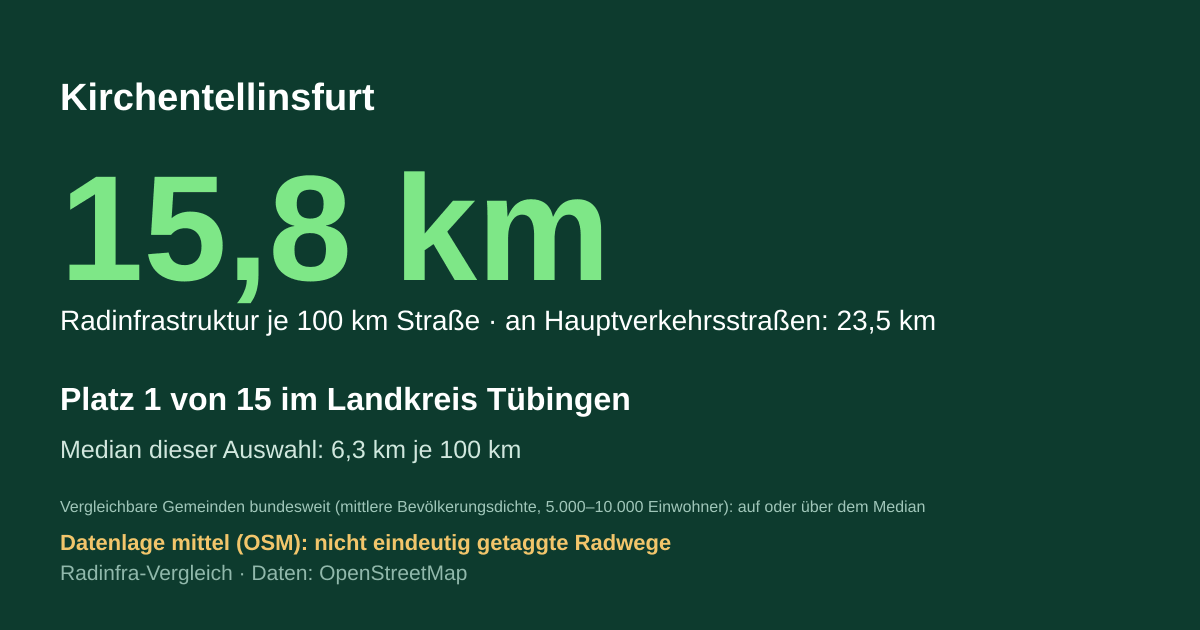 Kirchentellinsfurt
15,8 km
Radinfrastruktur je 100 km Straße · an Hauptverkehrsstraßen: 23,5 km
Platz 1 von 15 im Landkreis Tübingen
Median dieser Auswahl: 6,3 km je 100 km
Vergleichbare Gemeinden bundesweit (mittlere Bevölkerungsdichte, 5.000–10.000 Einwohner): auf oder über dem Median
Datenlage mittel (OSM): nicht eindeutig getaggte Radwege
Radinfra-Vergleich · Daten: OpenStreetMap